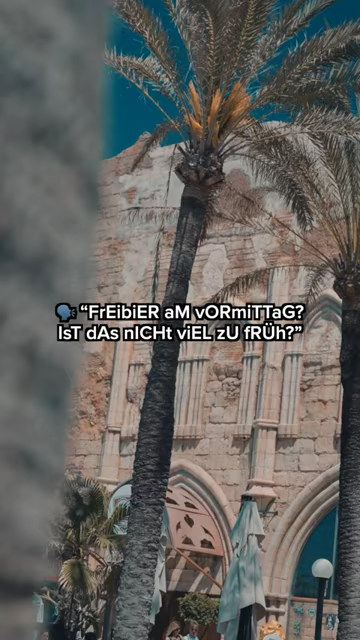 🗣️ “FrEibiER aM vORmiTTaG?
IsT dAs nICHt viEL zU fRÜh?”